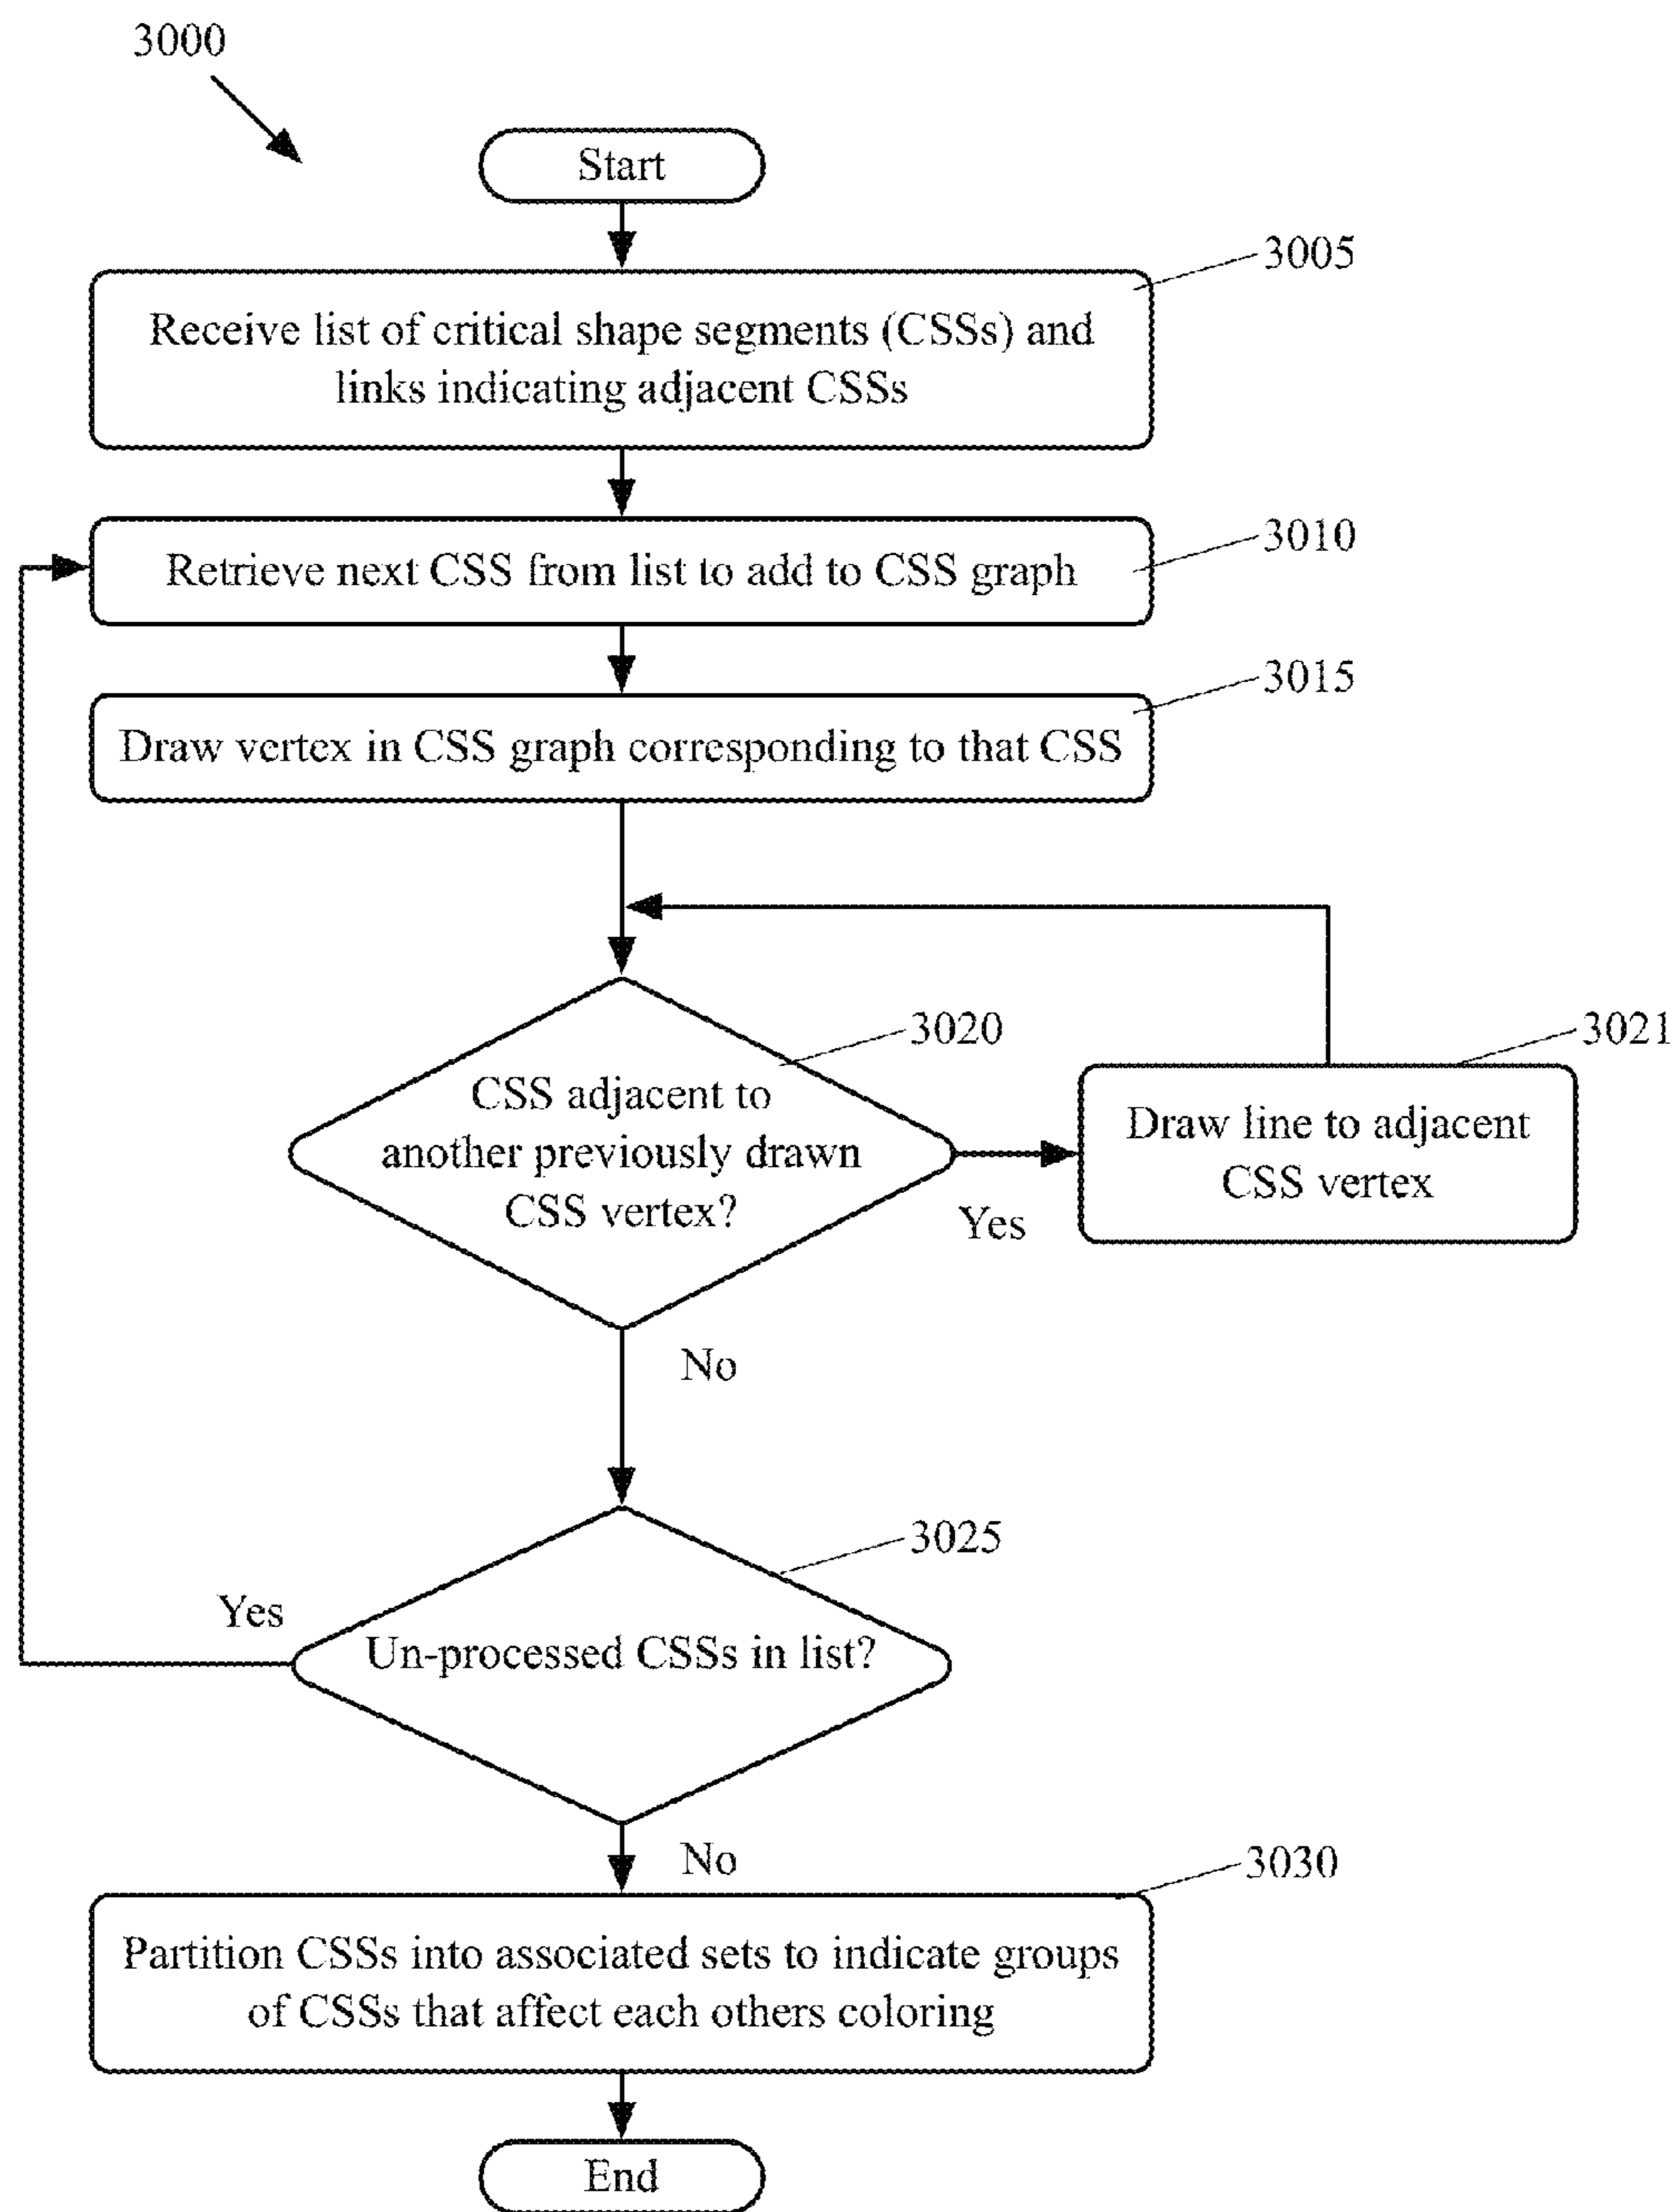 3000
Start
3005
Receive list of critical shape segments (CSSs) and
links indicating adjacent CSSs
3010
Retrieve next CSS from list to add to CSS graph
3015
Draw vertex in CSS graph corresponding to that CSS
3020
CSS adjacent to
another previously drawn
CSS vertex?
Yes
3021
Draw line to adjacent
CSS vertex
No
3025
Un-processed CSSs in list?
Yes
No
3030
Partition CSSs into associated sets to indicate groups
of CSSs that affect each others coloring
End